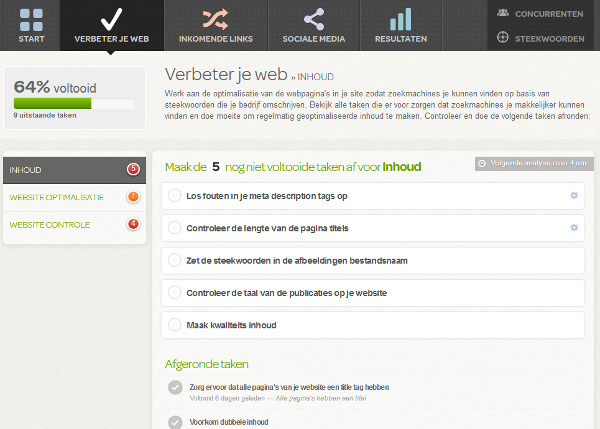 START
VERBETER JE WEB
INKOMENDE LINKS
SOCIALE MEDIA
RESULTATEN
CONCURRENTEN
STEEKWOORDEN
64% voltooid
9 uitstaande taken
Verbeter je web » INHOUD
Werk aan de optimalisatie van de webpagina's in je site zodat zoekmachines je kunnen vinden op basis van
steekwoorden die je bedrijf omschrijven. Bekijk alle taken die er voor zorgen dat zoekmachines je makkelijker kunnen
vinden en doe moeite om regelmatig geoptimaliseerde inhoud te maken. Controleer en doe de volgende taken afronden:
INHOUD 5
WEBSITE OPTIMALISATIE !
WEBSITE CONTROLE 4
Maak de 5 nog niet voltooide taken af voor Inhoud
Volgende analyse over 4 uur.
Los fouten in je meta description tags op
Controleer de lengte van de pagina titels
Zet de steekwoorden in de afbeeldingen bestandsnaam
Controleer de taal van de publicaties op je website
Maak kwaliteits inhoud
Afgeronde taken
Zorg ervoor dat alle pagina's van je website een title tag hebben
Voltooid 6 dagen geleden — Alle pagina's hebben een titel
Voorkom dubbele inhoud